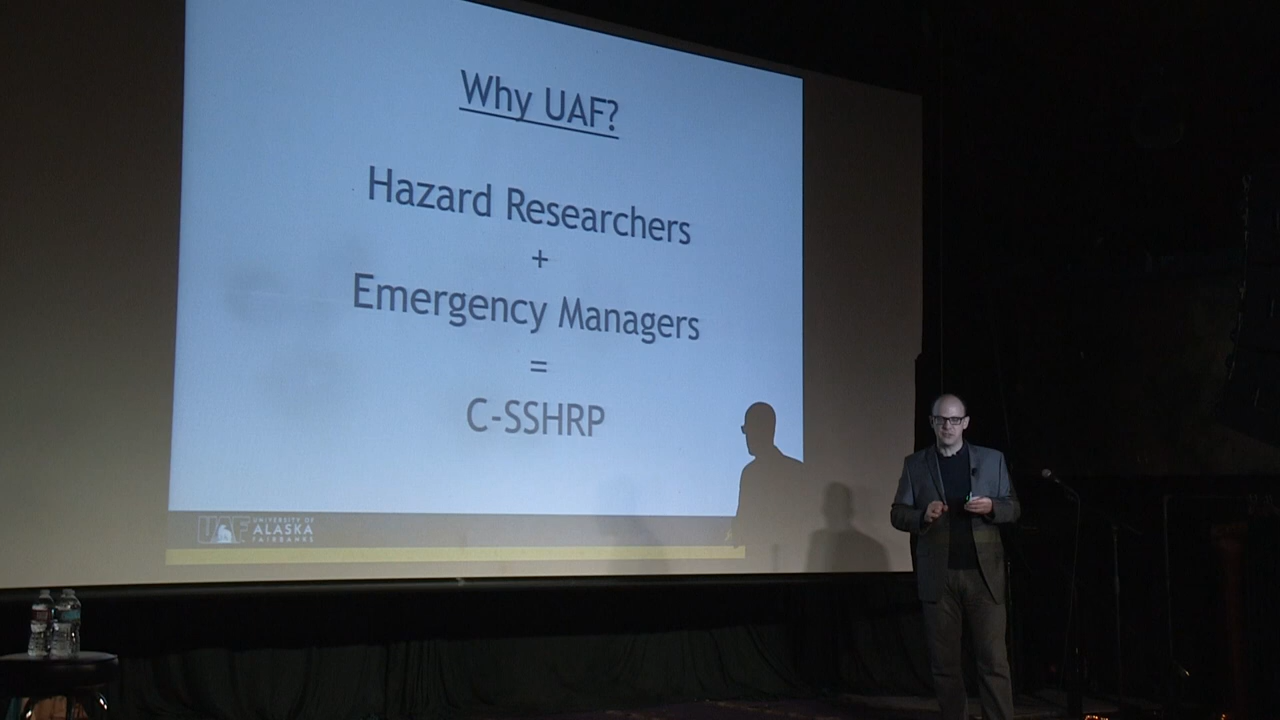 Why UAF?
Hazard Researchers
+
Emergency Managers
=
C-SSHRP
UAF
UNIVERSITY OF
ALASKA
FAIRBANKS